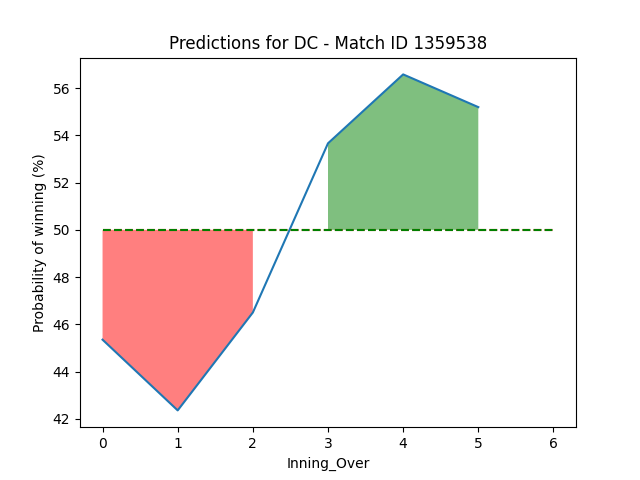 Predictions for DC - Match ID 1359538
Probability of winning (%)
56
54
52
50
48
46
44
42
0 1 2 3 4 5 6
Inning_Over